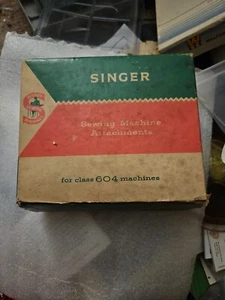 SINGER
Sewing Machine
Attachments
for class 604 machines